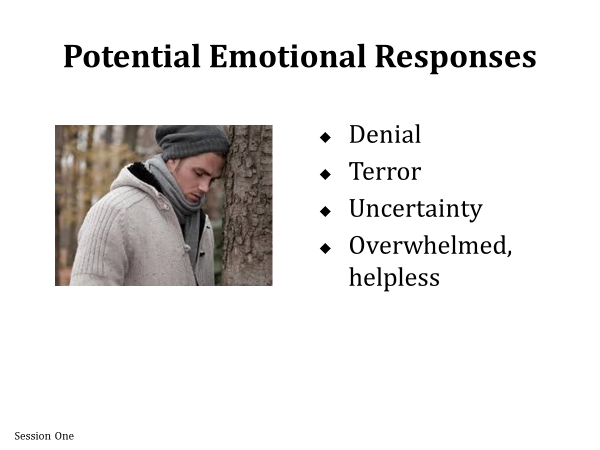 Potential Emotional Responses
◆ Denial
◆ Terror
◆ Uncertainty
◆ Overwhelmed,
helpless
Session One